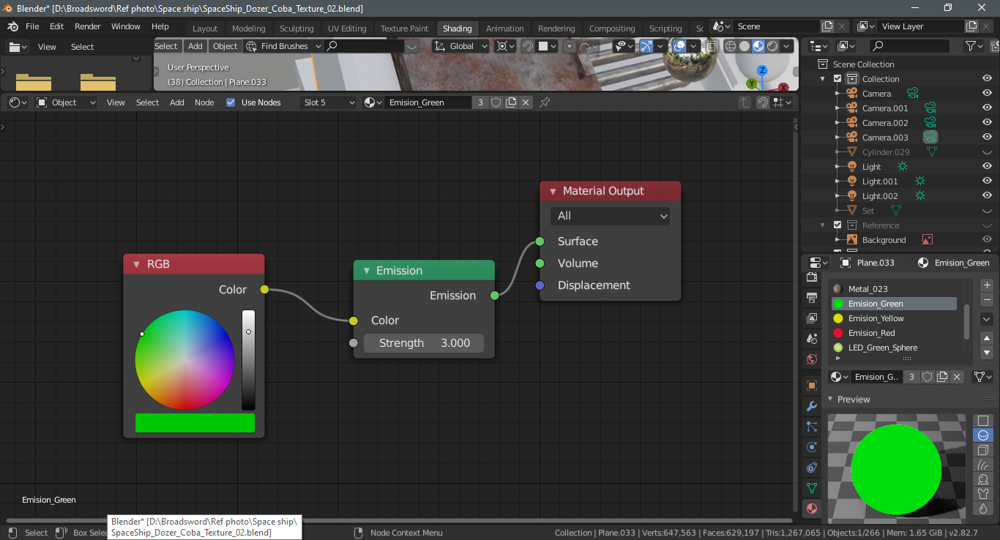 Blender* [D:\Broadsword\Ref photo\Space ship\SpaceShip_Dozer_Coba_Texture_02.blend]
File Edit Render Window Help Layout Modeling Sculpting UV Editing Texture Paint Shading Animation Rendering Compositing Scripting Sc Scene View Layer
View Select Select Add Object Find Brushes Global
User Perspective
(38) Collection | Plane.033
Z
Y
X
Object View Select Add Node Use Nodes Slot 5 Emision_Green 3
Material Output
All
Surface
Volume
Displacement
RGB
Color
Emission
Emission
Color
Strength 3.000
Emision_Green
Scene Collection
Collection
Camera
Camera.001
Camera.002
Camera.003
Cylinder.029
Light
Light.001
Light.002
Set
Reference
Background
Plane.033 Emision_Green
Metal_023
Emision_Green
Emision_Yellow
Emision_Red
LED_Green_Sphere
Emision_G.. 3
Preview
Select Box Selec
Blender* [D:\Broadsword\Ref photo\Space ship\
SpaceShip_Dozer_Coba_Texture_02.blend]
Node Context Menu
Collection | Plane.033 | Verts:647,563 | Faces:629,197 | Tris:1,267,065 | Objects:1/266 | Mem: 1.65 GiB | v2.82.7